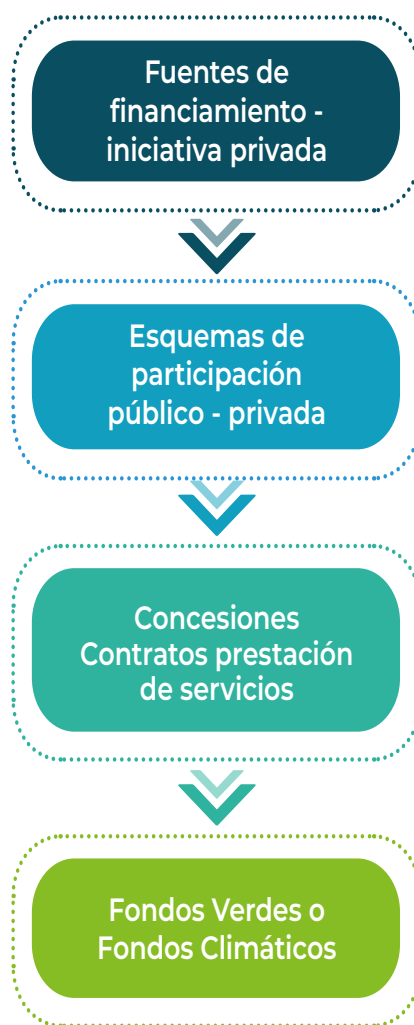 Fuentes de
financiamiento -
iniciativa privada
Esquemas de
participación
público - privada
Concesiones
Contratos prestación
de servicios
Fondos Verdes o
Fondos Climáticos